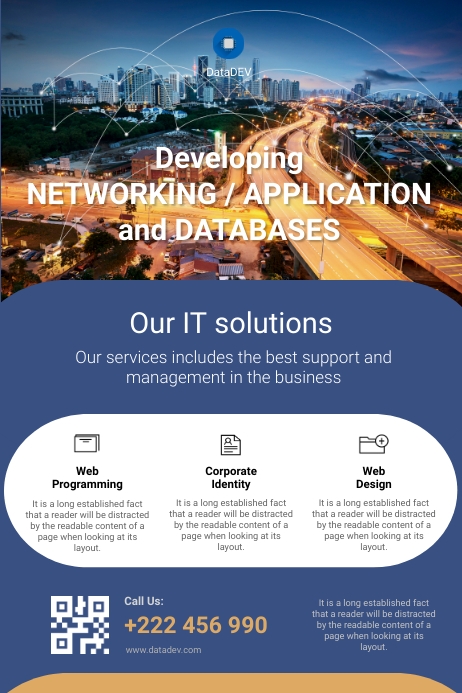 DataDEV
Developing
NETWORKING / APPLICATION
and DATABASES
Our IT solutions
Our services includes the best support and
management in the business
Web
Programming
It is a long established fact
that a reader will be distracted
by the readable content of a
page when looking at its
layout.
Corporate
Identity
It is a long established fact
that a reader will be distracted
by the readable content of a
page when looking at its
layout.
Web
Design
It is a long established fact
that a reader will be distracted
by the readable content of a
page when looking at its
layout.
Call Us:
+222 456 990
www.datadev.com
It is a long established fact
that a reader will be distracted
by the readable content of a
page when looking at its
layout.